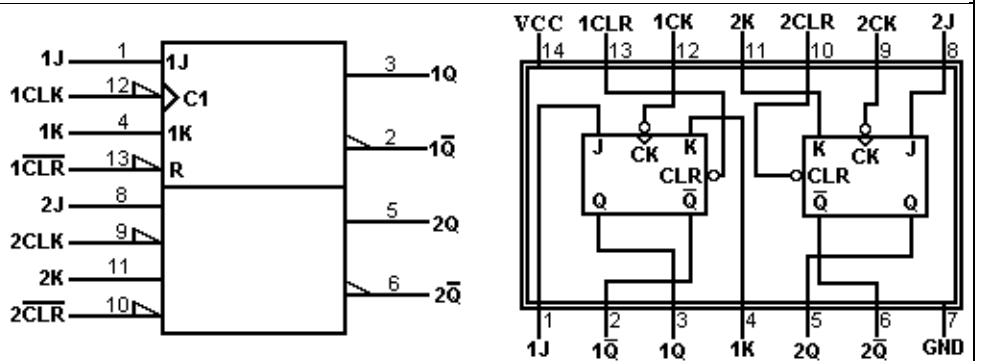 1J 1 1J 3 1Q
1CLK 12 C1
1K 4 1K 2 1Q̅
1C̅L̅R̅ 13 R
2J 8 5 2Q
2CLK 9
2K 11 6 2Q̅
2C̅L̅R̅ 10
VCC 1CLR 1CK 2K 2CLR 2CK 2J
14 13 12 11 10 9 8
J CK K K CK J
CLR CLR
Q Q̅ Q̅ Q
1 2 3 4 5 6 7
1J 1Q̅ 1Q 1K 2Q 2Q̅ GND